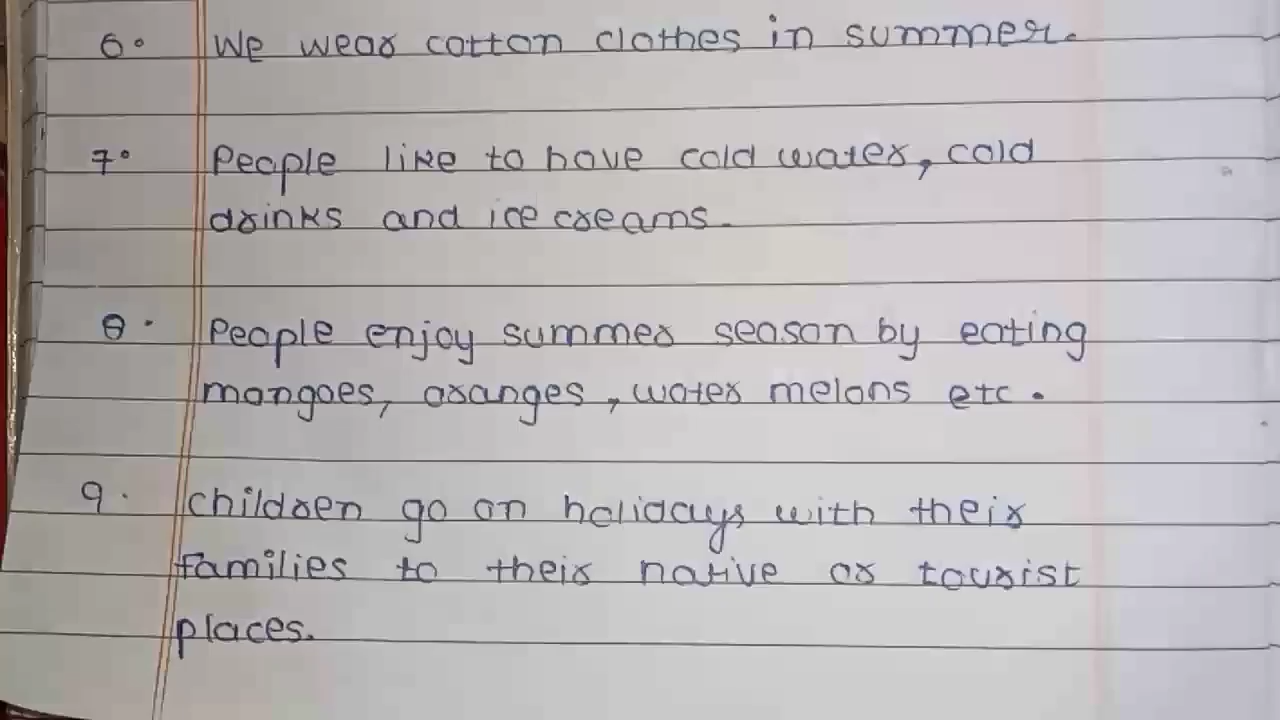 6. We wear cotton clothes in summer.
7. People like to have cold water, cold
drinks and ice creams.
8. People enjoy summer season by eating
mangoes, oranges, water melons etc.
9. children go on holidays with their
families to their native or tourist
places.